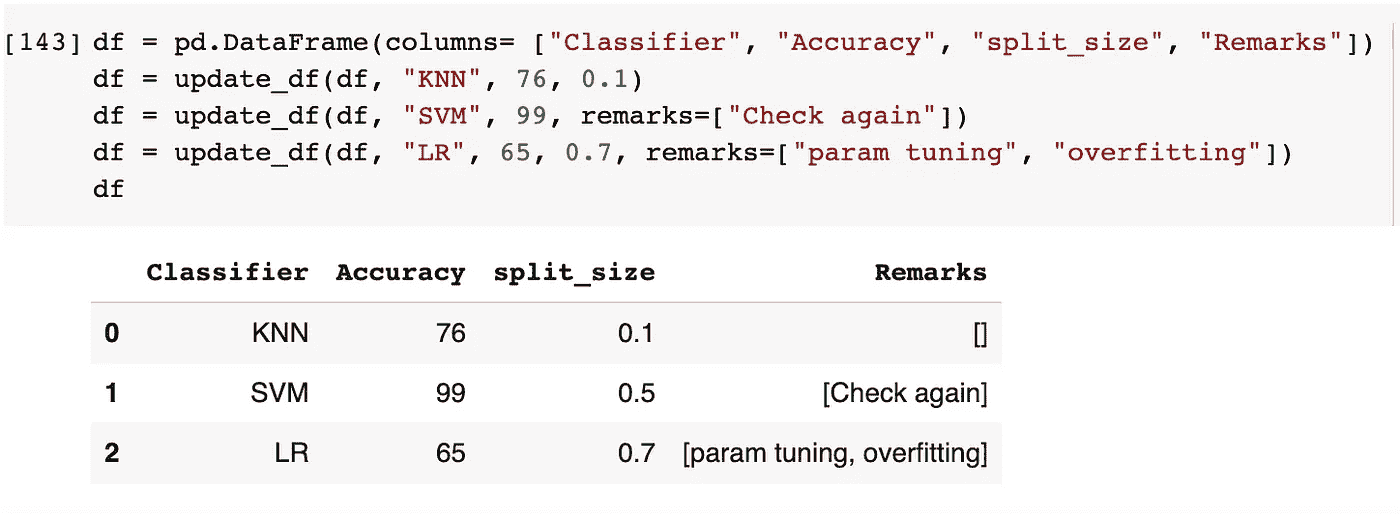 [143] df = pd.DataFrame(columns= ["Classifier", "Accuracy", "split_size", "Remarks"])
df = update_df(df, "KNN", 76, 0.1)
df = update_df(df, "SVM", 99, remarks=["Check again"])
df = update_df(df, "LR", 65, 0.7, remarks=["param tuning", "overfitting"])
df
Classifier Accuracy split_size Remarks
0 KNN 76 0.1 []
1 SVM 99 0.5 [Check again]
2 LR 65 0.7 [param tuning, overfitting]